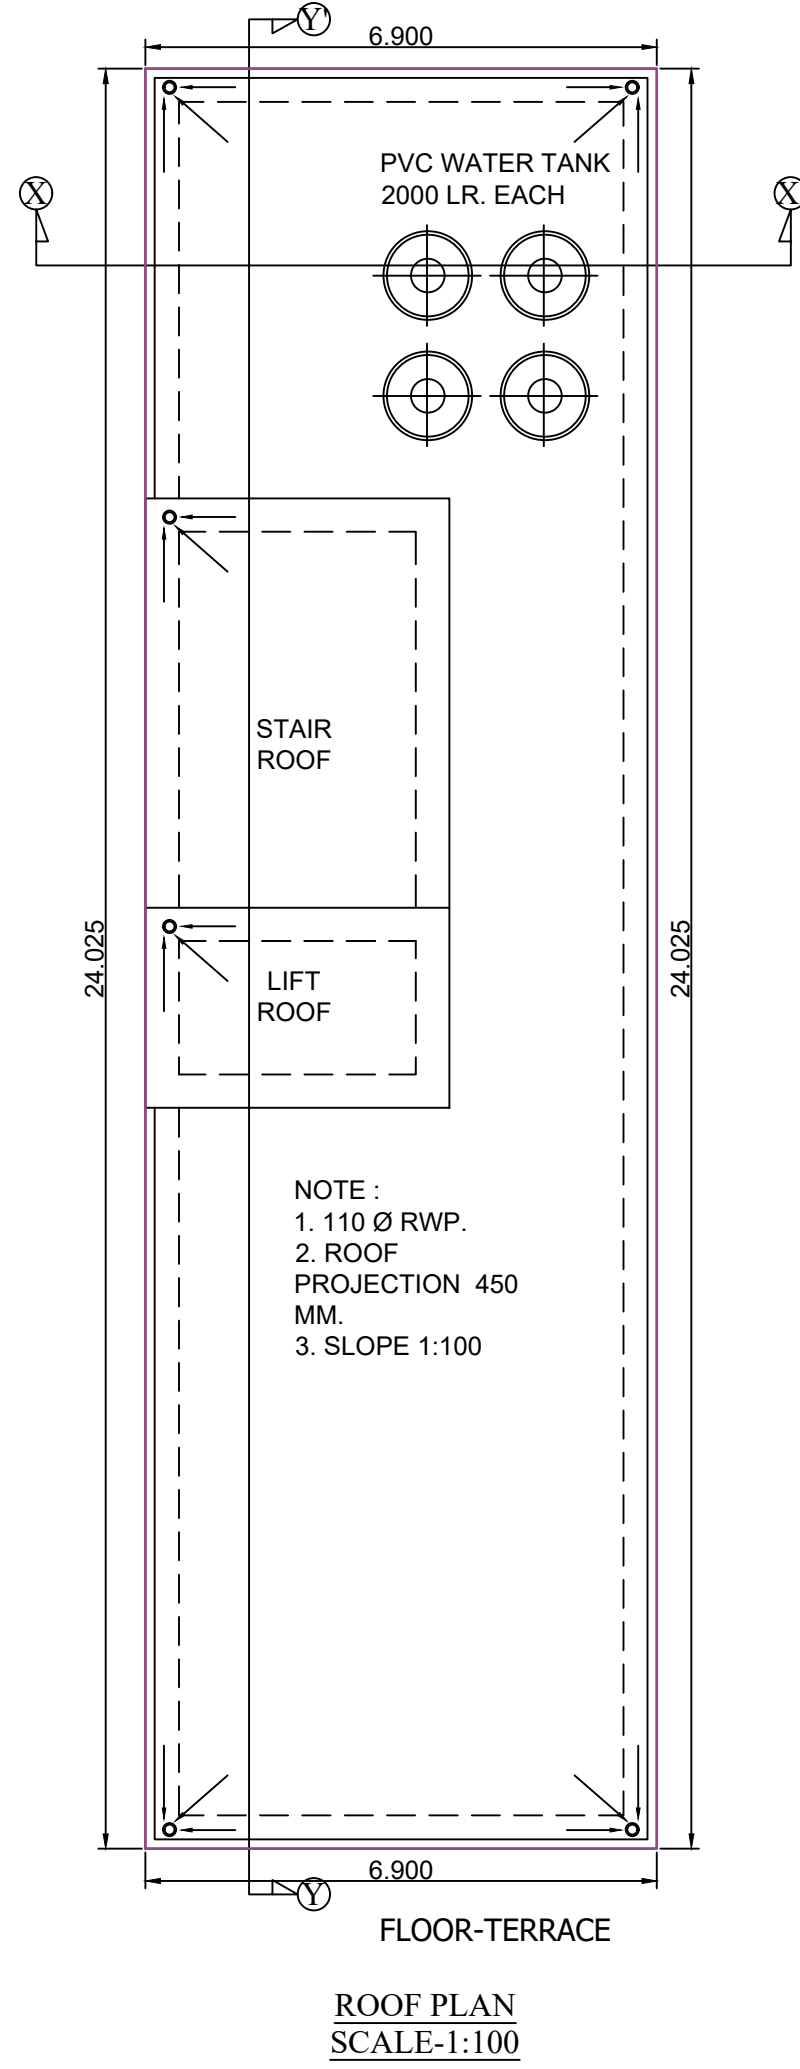 Y'
6.900
X
X'
PVC WATER TANK
2000 LR. EACH
STAIR
ROOF
24.025
24.025
LIFT
ROOF
NOTE :
1. 110 Ø RWP.
2. ROOF
PROJECTION 450
MM.
3. SLOPE 1:100
6.900
Y
FLOOR-TERRACE
ROOF PLAN
SCALE-1:100